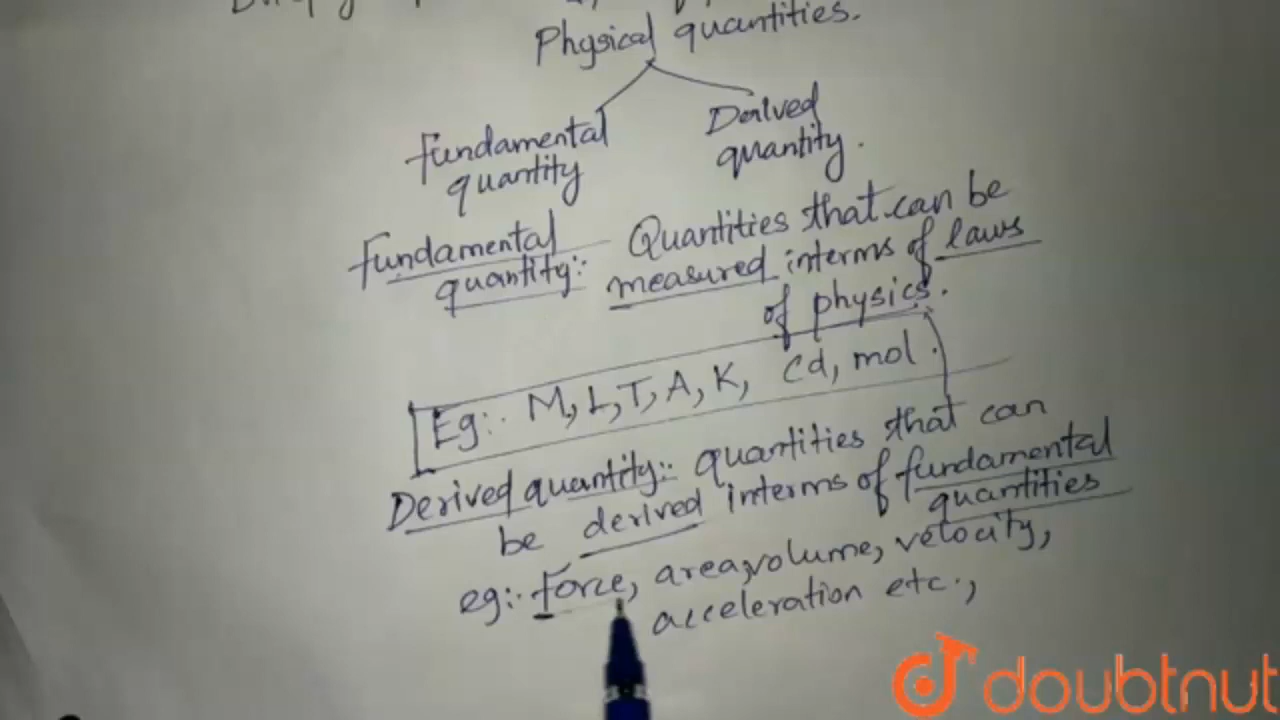 Physical quantities.
Fundamental quantity
Derived quantity.
Fundamental quantity:- Quantities that can be
measured interms of laws
of physics.
Eg:- M, L, T, A, K, Cd, mol.
Derived quantity:- quantities that can
be derived interms of fundamental
quantities
eg:- force, area, volume, velocity,
acceleration etc.,
doubtnut